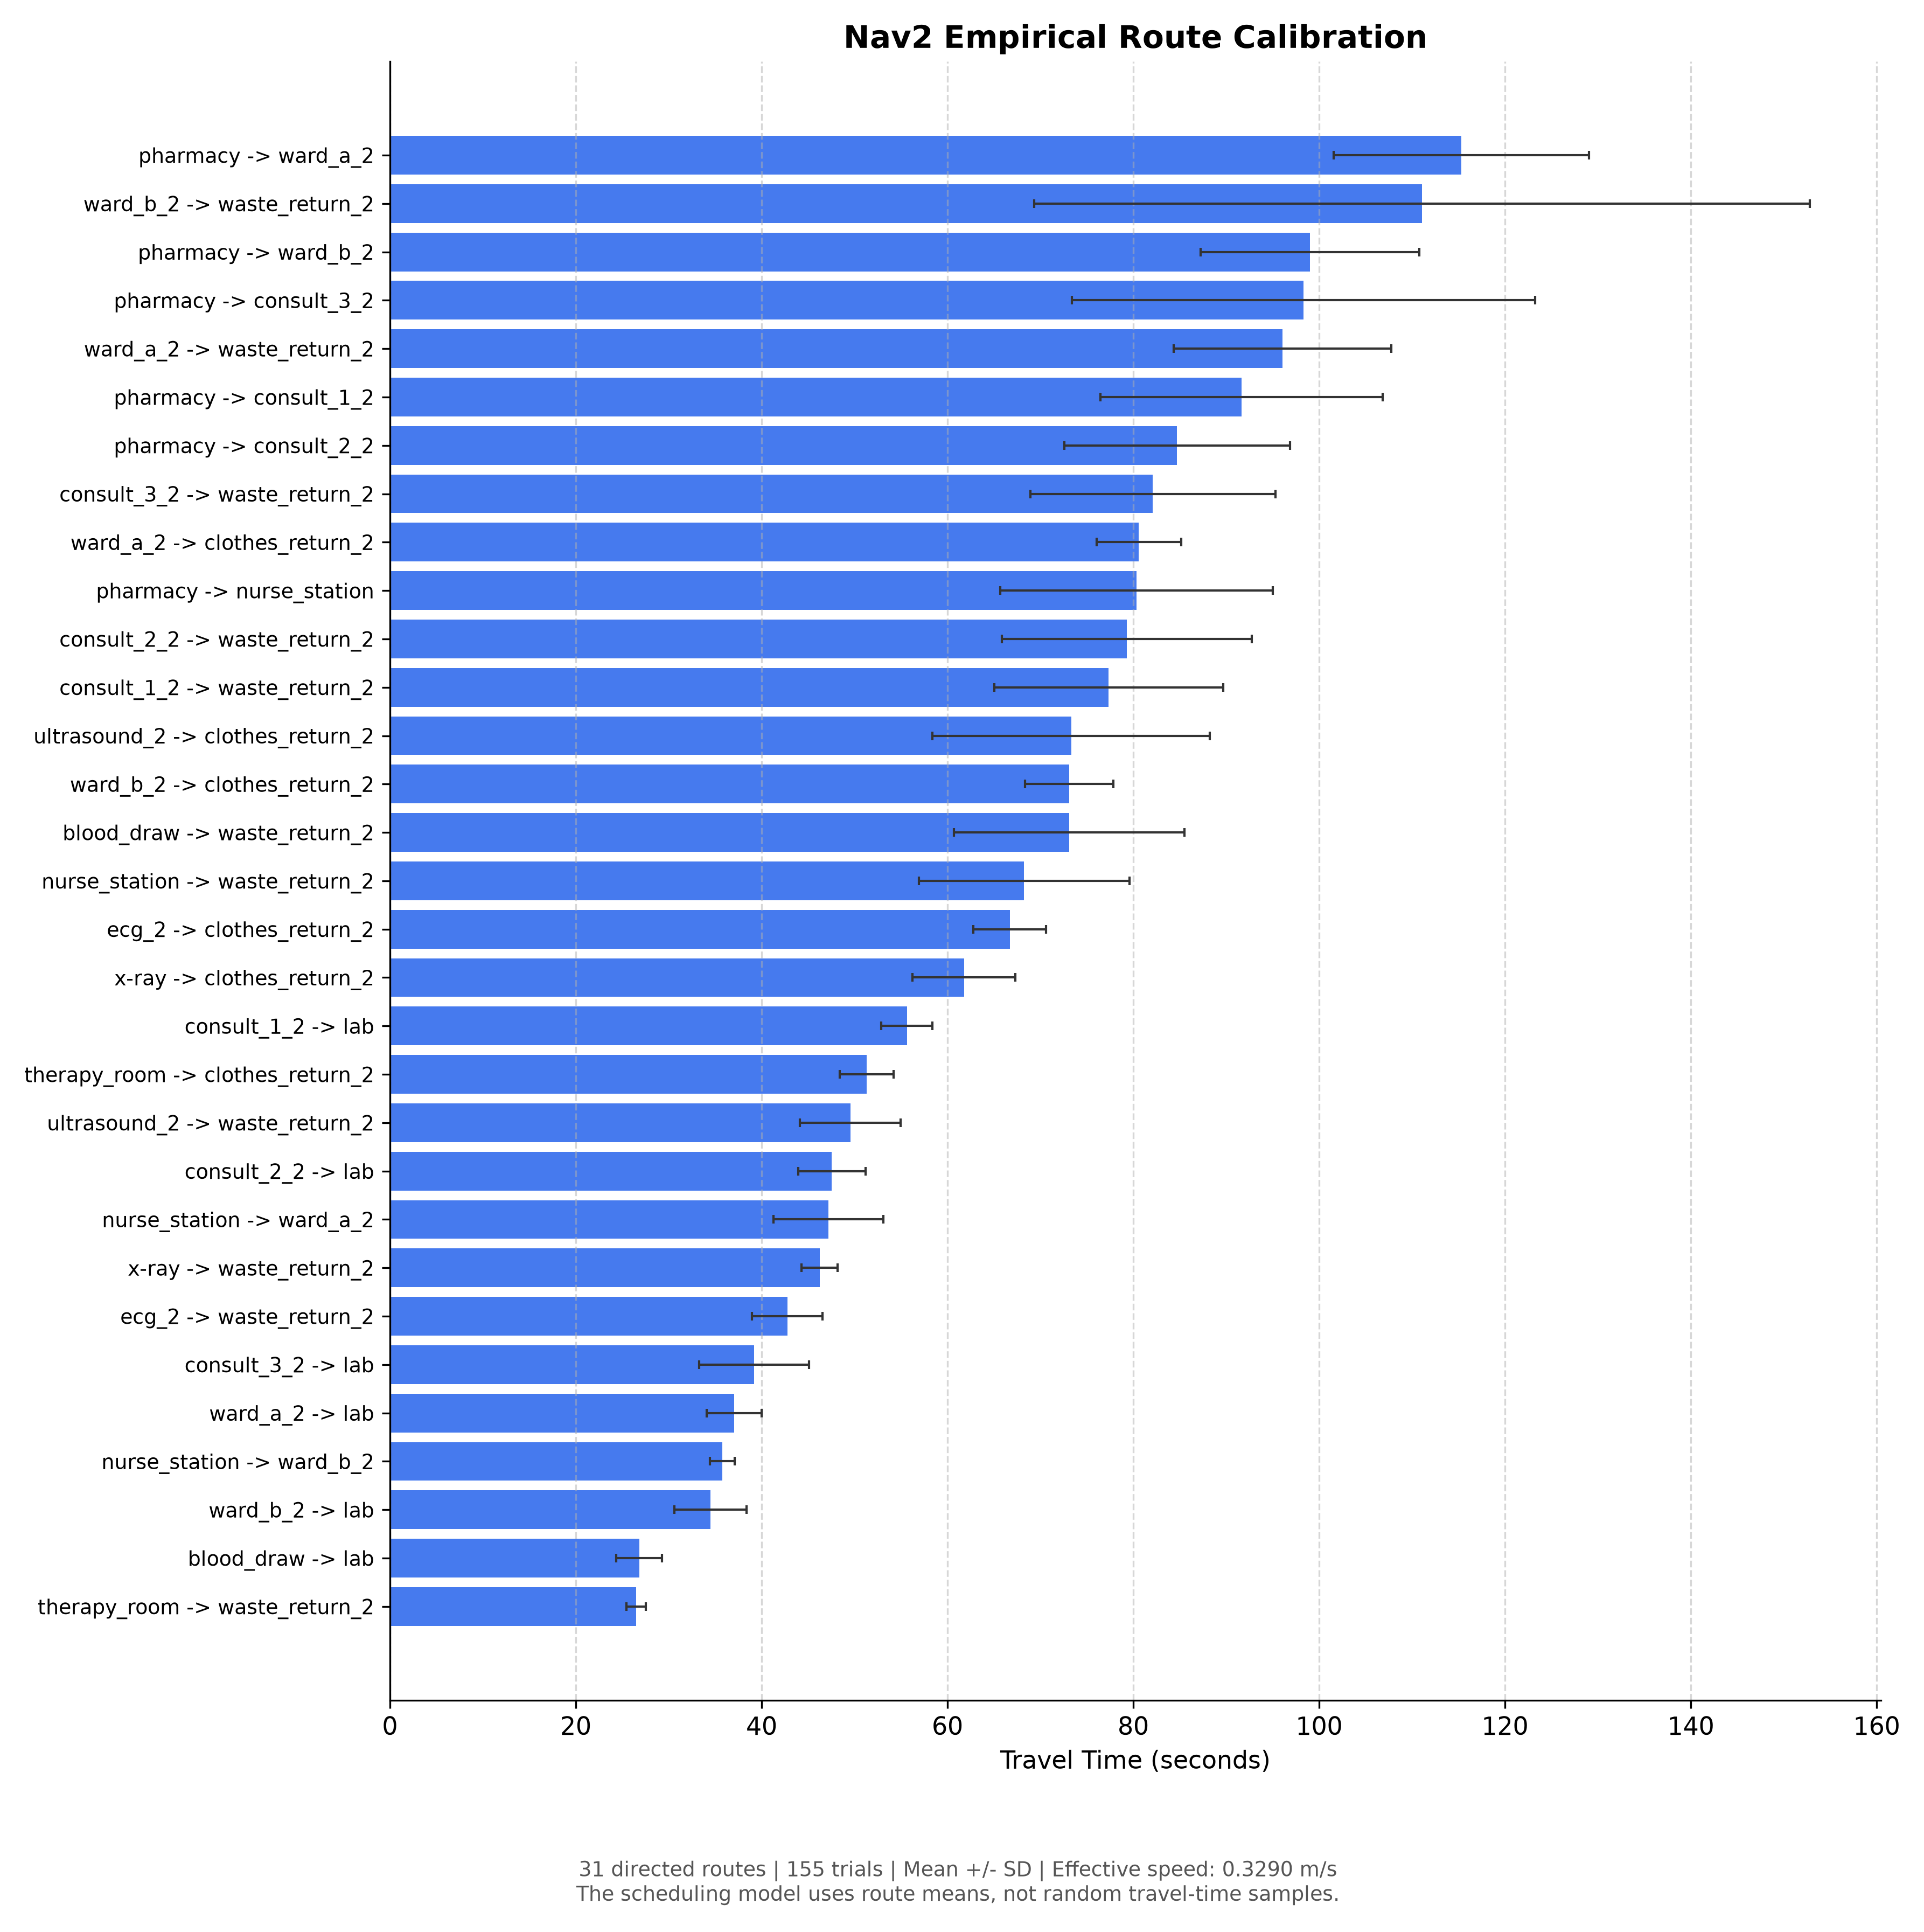 Nav2 Empirical Route Calibration
pharmacy -> ward_a_2
ward_b_2 -> waste_return_2
pharmacy -> ward_b_2
pharmacy -> consult_3_2
ward_a_2 -> waste_return_2
pharmacy -> consult_1_2
pharmacy -> consult_2_2
consult_3_2 -> waste_return_2
ward_a_2 -> clothes_return_2
pharmacy -> nurse_station
consult_2_2 -> waste_return_2
consult_1_2 -> waste_return_2
ultrasound_2 -> clothes_return_2
ward_b_2 -> clothes_return_2
blood_draw -> waste_return_2
nurse_station -> waste_return_2
ecg_2 -> clothes_return_2
x-ray -> clothes_return_2
consult_1_2 -> lab
therapy_room -> clothes_return_2
ultrasound_2 -> waste_return_2
consult_2_2 -> lab
nurse_station -> ward_a_2
x-ray -> waste_return_2
ecg_2 -> waste_return_2
consult_3_2 -> lab
ward_a_2 -> lab
nurse_station -> ward_b_2
ward_b_2 -> lab
blood_draw -> lab
therapy_room -> waste_return_2
0 20 40 60 80 100 120 140 160
Travel Time (seconds)
31 directed routes | 155 trials | Mean +/- SD | Effective speed: 0.3290 m/s
The scheduling model uses route means, not random travel-time samples.